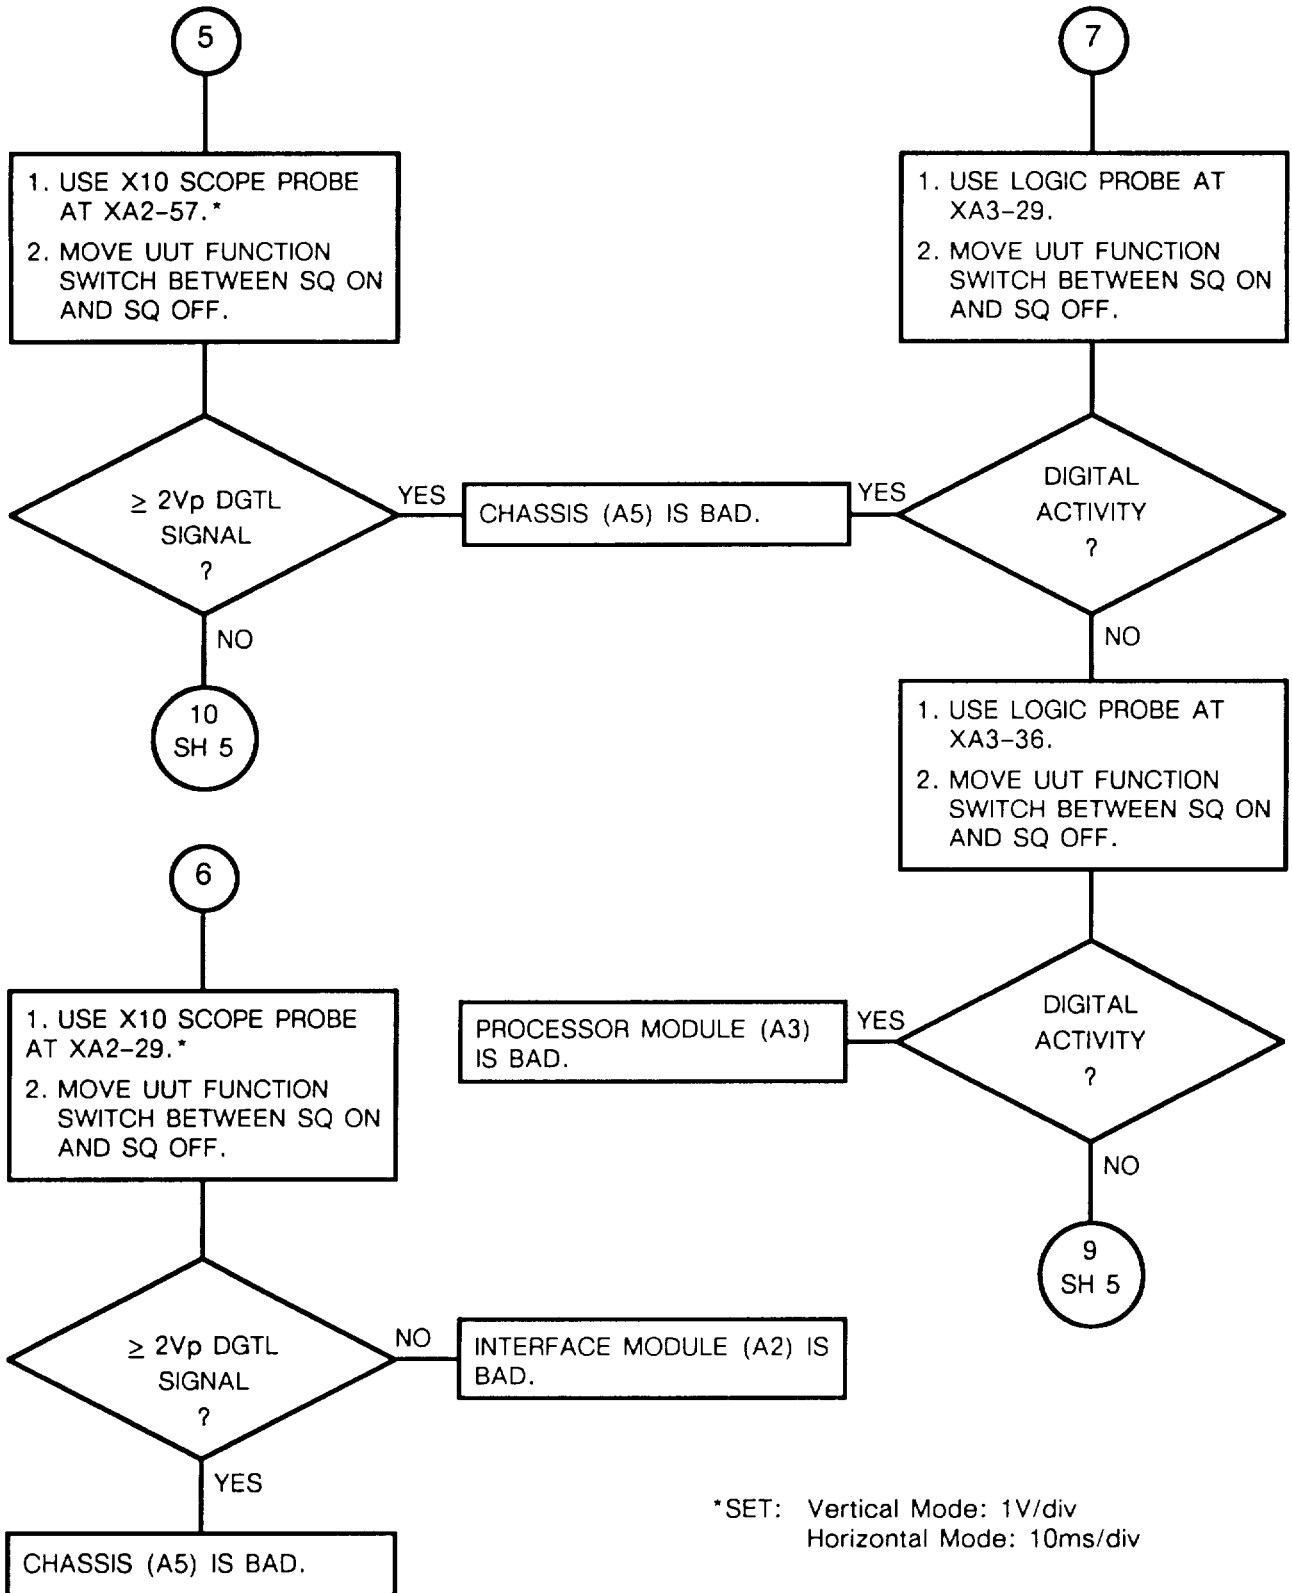 5
1. USE X10 SCOPE PROBE
AT XA2-57.*
2. MOVE UUT FUNCTION
SWITCH BETWEEN SQ ON
AND SQ OFF.
≥ 2Vp DGTL
SIGNAL
?
YES
CHASSIS (A5) IS BAD.
NO
10
SH 5
7
1. USE LOGIC PROBE AT
XA3-29.
2. MOVE UUT FUNCTION
SWITCH BETWEEN SQ ON
AND SQ OFF.
DIGITAL
ACTIVITY
?
YES
NO
1. USE LOGIC PROBE AT
XA3-36.
2. MOVE UUT FUNCTION
SWITCH BETWEEN SQ ON
AND SQ OFF.
DIGITAL
ACTIVITY
?
YES
PROCESSOR MODULE (A3)
IS BAD.
NO
9
SH 5
6
1. USE X10 SCOPE PROBE
AT XA2-29.*
2. MOVE UUT FUNCTION
SWITCH BETWEEN SQ ON
AND SQ OFF.
≥ 2Vp DGTL
SIGNAL
?
NO
INTERFACE MODULE (A2) IS
BAD.
YES
CHASSIS (A5) IS BAD.
*SET: Vertical Mode: 1V/div
Horizontal Mode: 10ms/div